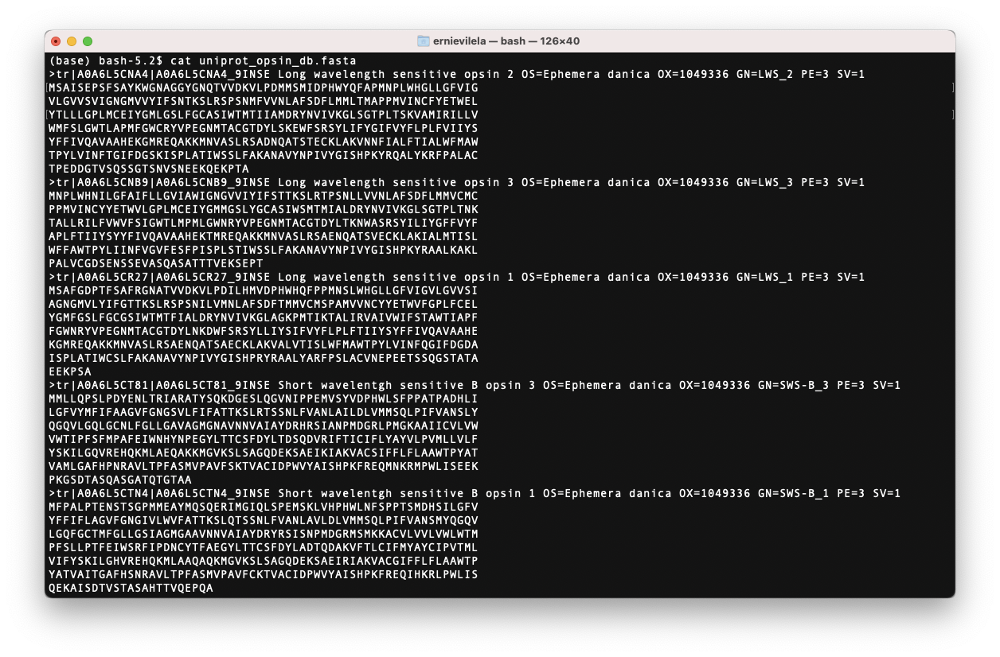 ernievilela — bash — 126×40
(base) bash-5.2$ cat uniprot_opsin_db.fasta
>tr|A0A6L5CNA4|A0A6L5CNA4_9INSE Long wavelength sensitive opsin 2 OS=Ephemera danica OX=1049336 GN=LWS_2 PE=3 SV=1
[MSAISEPSFSAYKWGNAGGYGNQTVVDKVLPDMMSMIDPHWYQFAPMNPLWHGLLGFVIG ]
VLGVVSVIGNGMVVYIFSNTKSLRSPSNMFVVNLAFSDFLMMLTMAPPMVINCFYETWEL
[YTLLLGPLMCEIYGMLGSLFGCASIWTMTIIAMDRYNVIVKGLSGTPLTSKVAMIRILLV ]
WMFSLGWTLAPMFGWCRYVPEGNMTACGTDYLSKEWFSRSYLIFYGIFVYFLPLFVIIYS
YFFIVQAVAAHEKGMREQAKKMNVASLRSADNQATSTECKLAKVNNFIALFTIALWFMAW
TPYLVINFTGIFDGSKISPLATIWSSLFAKANAVYNPIVYGISHPKYRQALYKRFPALAC
TPEDDGTVSQSSGTSNVSNEEKQEKPTA
>tr|A0A6L5CNB9|A0A6L5CNB9_9INSE Long wavelength sensitive opsin 3 OS=Ephemera danica OX=1049336 GN=LWS_3 PE=3 SV=1
MNPLWHNILGFAIFLLGVIAWIGNGVVIYIFSTTKSLRTPSNLLVVNLAFSDFLMMVCMC
PPMVINCYYETWVLGPLMCEIYGMMGSLYGCASIWSMTMIALDRYNVIVKGLSGTPLTNK
TALLRILFVWVFSIGWTLMPMLGWNRYVPEGNMTACGTDYLTKNWASRSYILIYGFFVYF
APLFTIIYSYYFIVQAVAAHEKTMREQAKKMNVASLRSAENQATSVECKLAKIALMTISL
WFFAWTPYLIINFVGVFESFPISPLSTIWSSLFAKANAVYNPIVYGISHPKYRAALKAKL
PALVCGDSENSSEVASQASATTTVEKSEPT
>tr|A0A6L5CR27|A0A6L5CR27_9INSE Long wavelength sensitive opsin 1 OS=Ephemera danica OX=1049336 GN=LWS_1 PE=3 SV=1
MSAFGDPTFSAFRGNATVVDKVLPDILHMVDPHWHQFPPMNSLWHGLLGFVIGVLGVVSI
AGNGMVLYIFGTTKSLRSPSNILVMNLAFSDFTMMVCMSPAMVVNCYYETWVFGPLFCEL
YGMFGSLFGCGSIWTMTFIALDRYNVIVKGLAGKPMTIKTALIRVAIVWIFSTAWTIAPF
FGWNRYVPEGNMTACGTDYLNKDWFSRSYLLIYSIFVYFLPLFTIIYSYFFIVQAVAAHE
KGMREQAKKMNVASLRSAENQATSAECKLAKVALVTISLWFMAWTPYLVINFQGIFDGDA
ISPLATIWCSLFAKANAVYNPIVYGISHPRYRAALYARFPSLACVNEPEETSSQGSTATA
EEKPSA
>tr|A0A6L5CT81|A0A6L5CT81_9INSE Short wavelentgh sensitive B opsin 3 OS=Ephemera danica OX=1049336 GN=SWS-B_3 PE=3 SV=1
MMLLQPSLPDYENLTRIARATYSQKDGESLQGVNIPPEMVSYVDPHWLSFPPATPADHLI
LGFVYMFIFAAGVFGNGSVLFIFATTKSLRTSSNLFVANLAILDLVMMSQLPIFVANSLY
QGQVLGQLGCNLFGLLGAVAGMGNAVNNVAIAYDRHRSIANPMDGRLPMGKAAIICVLVW
VWTIPFSFMPAFEIWNHYNPEGYLTTCSFDYLTDSQDVRIFTICIFLYAYVLPVMLLVLF
YSKILGQVREHQKMLAEQAKKMGVKSLSAGQDEKSAEIKIAKVACSIFFLFLAAWTPYAT
VAMLGAFHPNRAVLTPFASMVPAVFSKTVACIDPWVYAISHPKFREQMNKRMPWLISEEK
PKGSDTASQASGATQTGTAA
>tr|A0A6L5CTN4|A0A6L5CTN4_9INSE Short wavelentgh sensitive B opsin 1 OS=Ephemera danica OX=1049336 GN=SWS-B_1 PE=3 SV=1
MFPALPTENSTSGPMMEAYMQSQERIMGIQLSPEMSKLVHPHWLNFSPPTSMDHSILGFV
YFFIFLAGVFGNGIVLWVFATTKSLQTSSNLFVANLAVLDLVMMSQLPIFVANSMYQGQV
LGQFGCTMFGLLGSIAGMGAAVNNVAIAYDRYRSISNPMDGRMSMKKACVLVVLVWLWTM
PFSLLPTFEIWSRFIPDNCYTFAEGYLTTCSFDYLADTQDAKVFTLCIFMYAYCIPVTML
VIFYSKILGHVREHQKMLAAQAQKMGVKSLSAGQDEKSAEIRIAKVACGIFFLFLAAWTP
YATVAITGAFHSNRAVLTPFASMVPAVFCKTVACIDPWVYAISHPKFREQIHKRLPWLIS
QEKAISDTVSTASAHTTVQEPQA